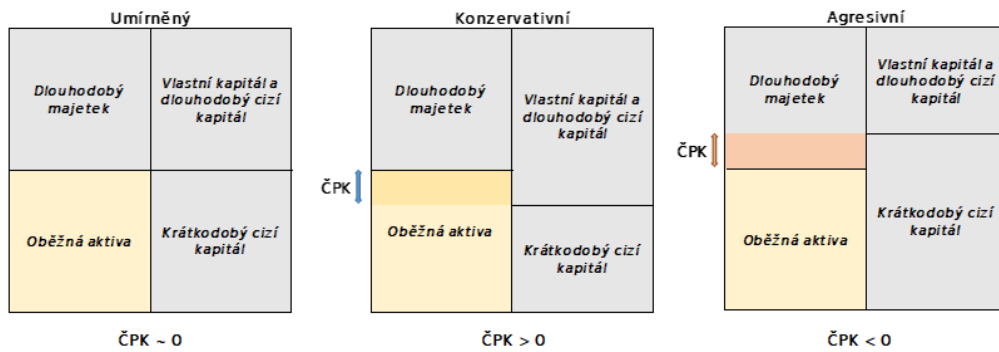 Umírněný
Dlouhodobý
majetek
Vlastní kapitál a
dlouhodobý cizí
kapitál
Oběžná aktiva
Krátkodobý cizí
kapitál
ČPK ~ 0
Konzervativní
Dlouhodobý
majetek
Vlastní kapitál a
dlouhodobý cizí
kapitál
ČPK
Oběžná aktiva
Krátkodobý cizí
kapitál
ČPK > 0
Agresivní
Dlouhodobý
majetek
Vlastní kapitál a
dlouhodobý cizí
kapitál
ČPK
Oběžná aktiva
Krátkodobý cizí
kapitál
ČPK < 0